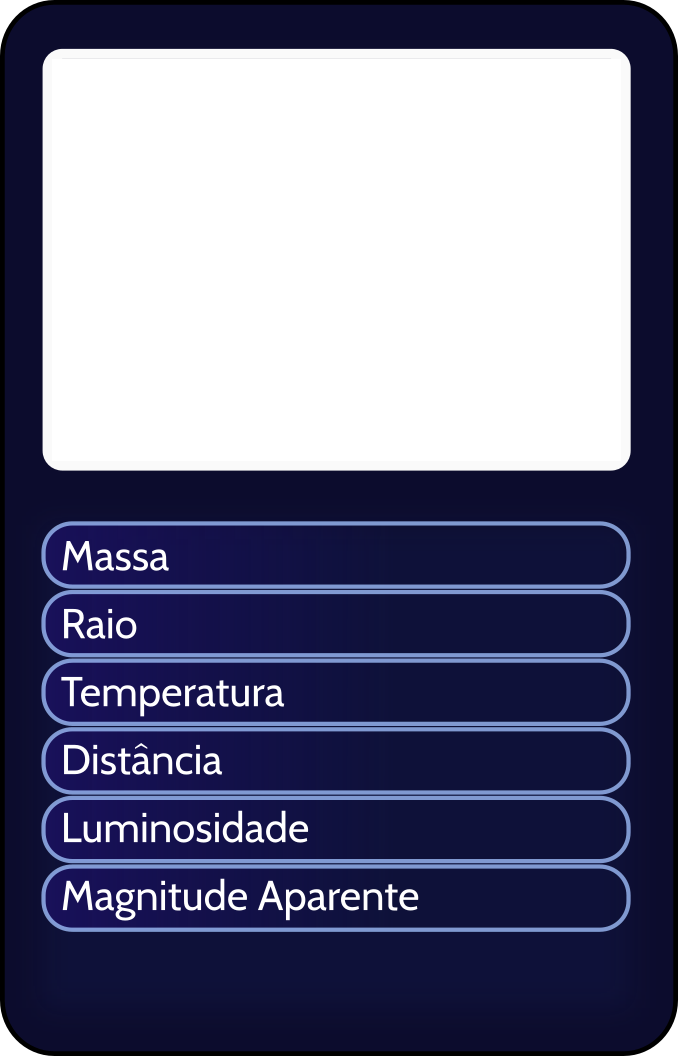 Massa
Raio
Temperatura
Distância
Luminosidade
Magnitude Aparente